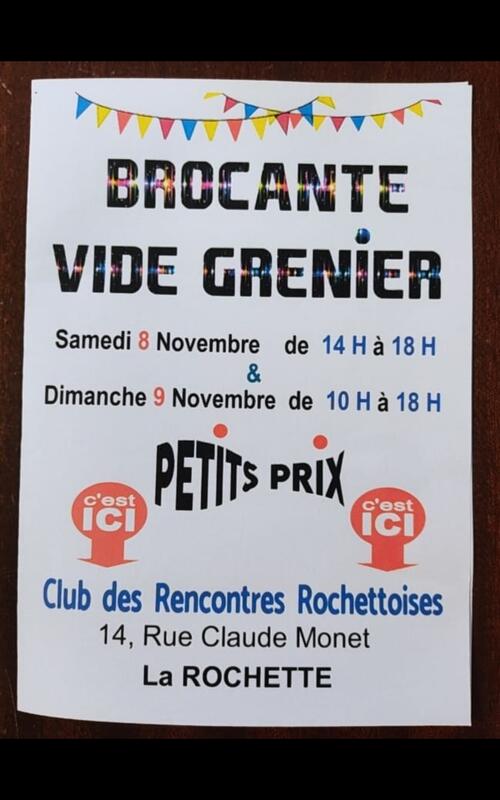 BROCANTE
VIDE GRENIER
Samedi 8 Novembre de 14 H à 18 H
&
Dimanche 9 Novembre de 10 H à 18 H
PETITS PRIX
c'est
ICI
c'est
ICI
Club des Rencontres Rochettoises
14, Rue Claude Monet
La ROCHETTE